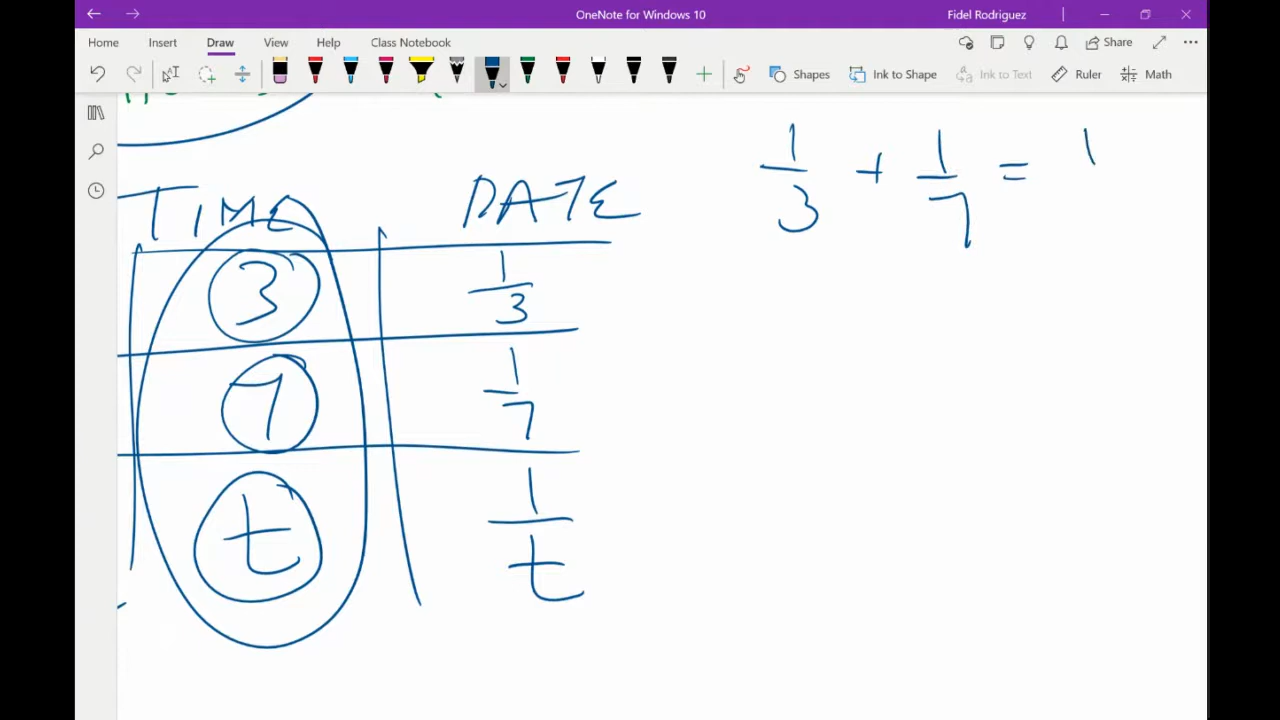 OneNote for Windows 10
Fidel Rodriguez
Home Insert Draw View Help Class Notebook
Share
Shapes Ink to Shape Ink to Text Ruler Math
1/3 + 1/7 = 1
TIME DATE
3 1/3
7 1/7
t 1/t